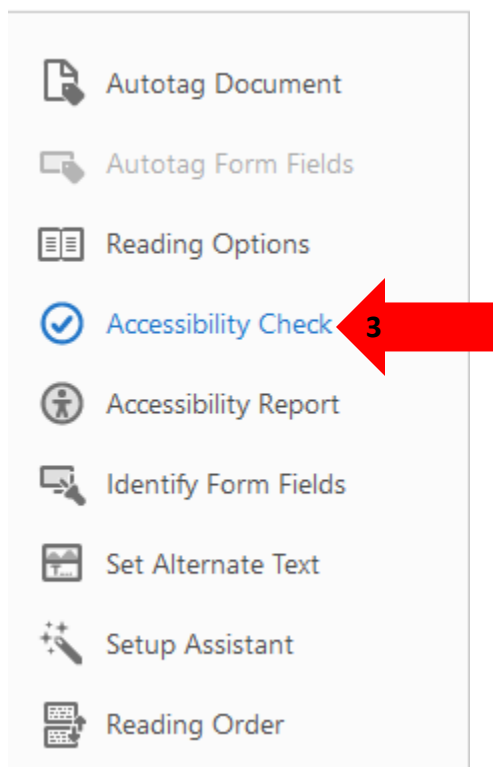 Autotag Document
Autotag Form Fields
Reading Options
Accessibility Check 3
Accessibility Report
Identify Form Fields
Set Alternate Text
Setup Assistant
Reading Order